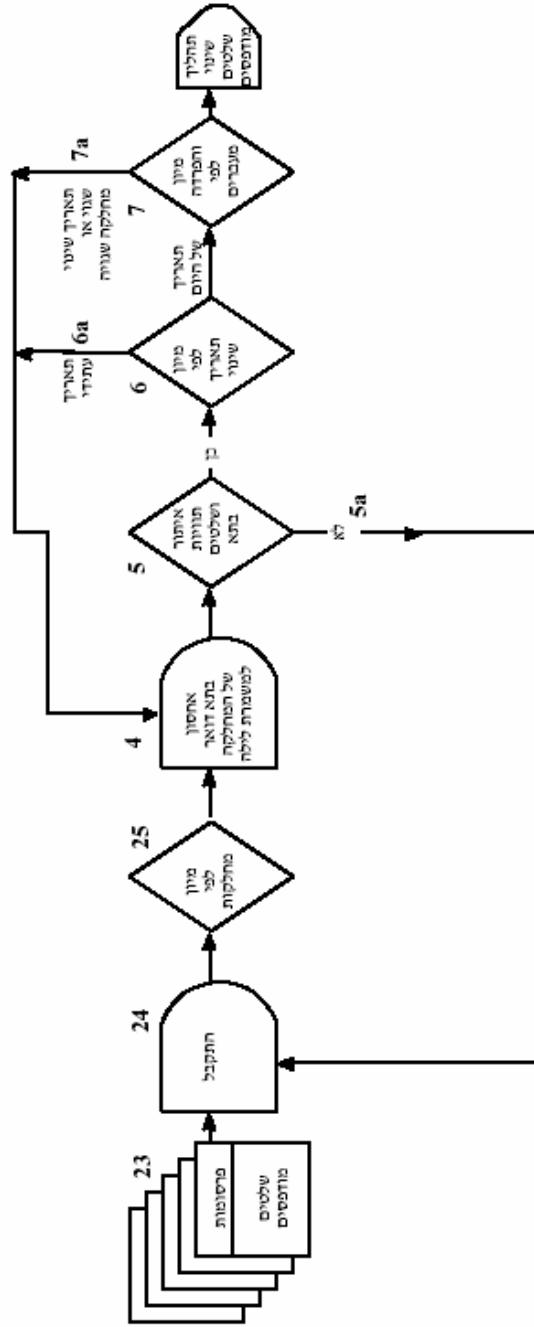 23
פרסומות
שלטים
מודפסים
24
התקבל
25
מיון
לפי
מחלקות
4
אחסון
בתא דואר
של המחלקה
למשמרת לילה
5
איתור
תוויות
ושלטים
בתא
לא
5a
כן
6
מיון
לפי
תאריך
שינוי
6a
תאריך
עתידי
תאריך
של היום
7
מיון
והפרדה
לפי
מעברים
7a
תאריך שינוי
שגוי או
מחלקה שגויה
תהליך
שינוי
שלטים
מודפסים